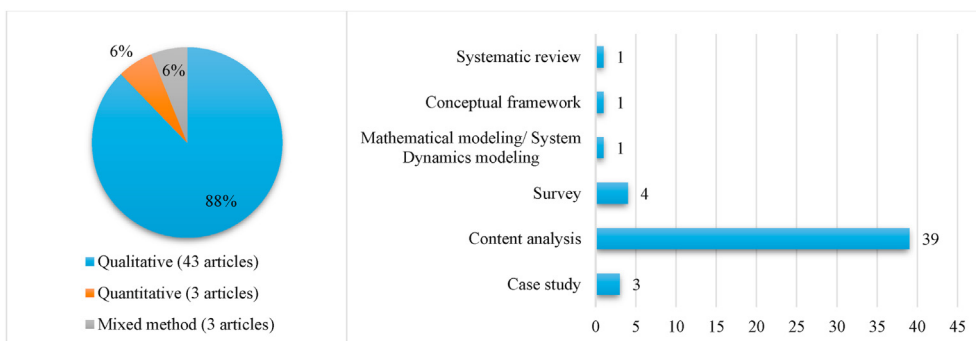 6%
6%
88%
Qualitative (43 articles)
Quantitative (3 articles)
Mixed method (3 articles)
Systematic review
1
Conceptual framework
1
Mathematical modeling/ System
Dynamics modeling
1
Survey
4
Content analysis
39
Case study
3
0 5 10 15 20 25 30 35 40 45